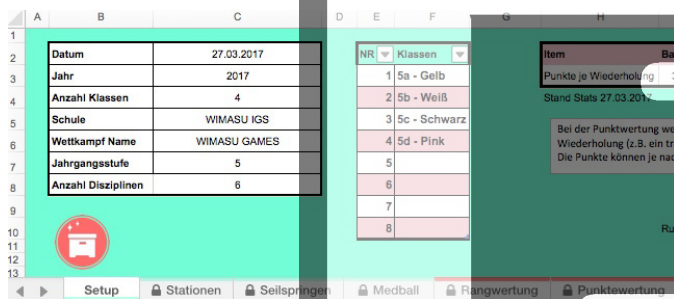 A B C D E F G H
1
2 Datum 27.03.2017 NR Klassen Item
3 Jahr 2017 1 5a - Gelb Punkte je Wiederholung
4 Anzahl Klassen 4 2 5b - Weiß Stand Stats 27.03.2017
5 Schule WIMASU IGS 3 5c - Schwarz Bei der Punktwertung
6 Wettkampf Name WIMASU GAMES 4 5d - Pink Wiederholung (z.B. ein
7 Jahrgangsstufe 5 5 Die Punkte können je
8 Anzahl Disziplinen 6 6
9 7
10 8
11
12
13
Setup Stationen Seilspringen Medball Rangwertung Punktewertung